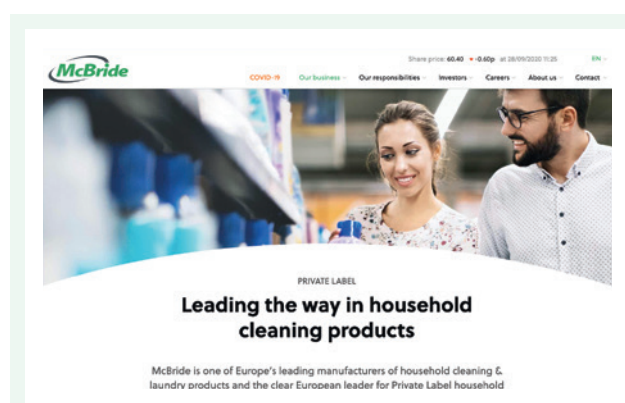 McBride
Share price: 60.40 -0.60p at 28/09/2020 11:25 EN
COVID-19 Our business Our responsibilities Investors Careers About us Contact
PRIVATE LABEL
Leading the way in household
cleaning products
McBride is one of Europe's leading manufacturers of household cleaning &
laundry products and the clear European leader for Private Label household